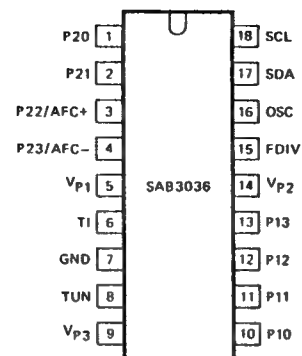 P20 1 18 SCL
P21 2 17 SDA
P22/AFC+ 3 16 OSC
P23/AFC− 4 15 FDIV
VP1 5 SAB3036 14 VP2
TI 6 13 P13
GND 7 12 P12
TUN 8 11 P11
VP3 9 10 P10